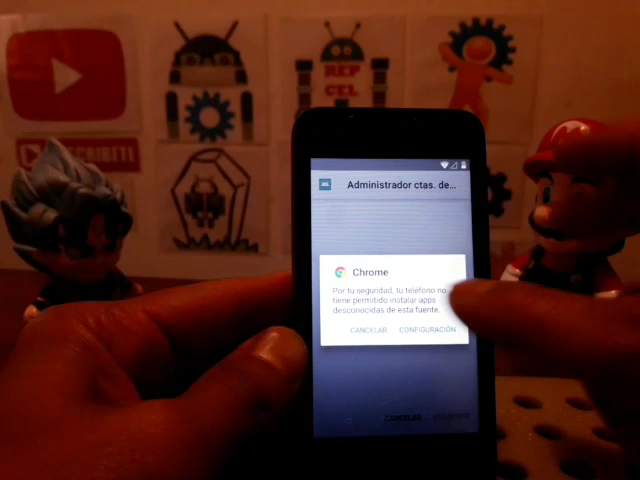 REP
CEL
Administrador ctas. de...
Chrome
Por tu seguridad, tu teléfono no
tiene permitido instalar apps
desconocidas de esta fuente.
CANCELAR CONFIGURACIÓN
CANCELAR